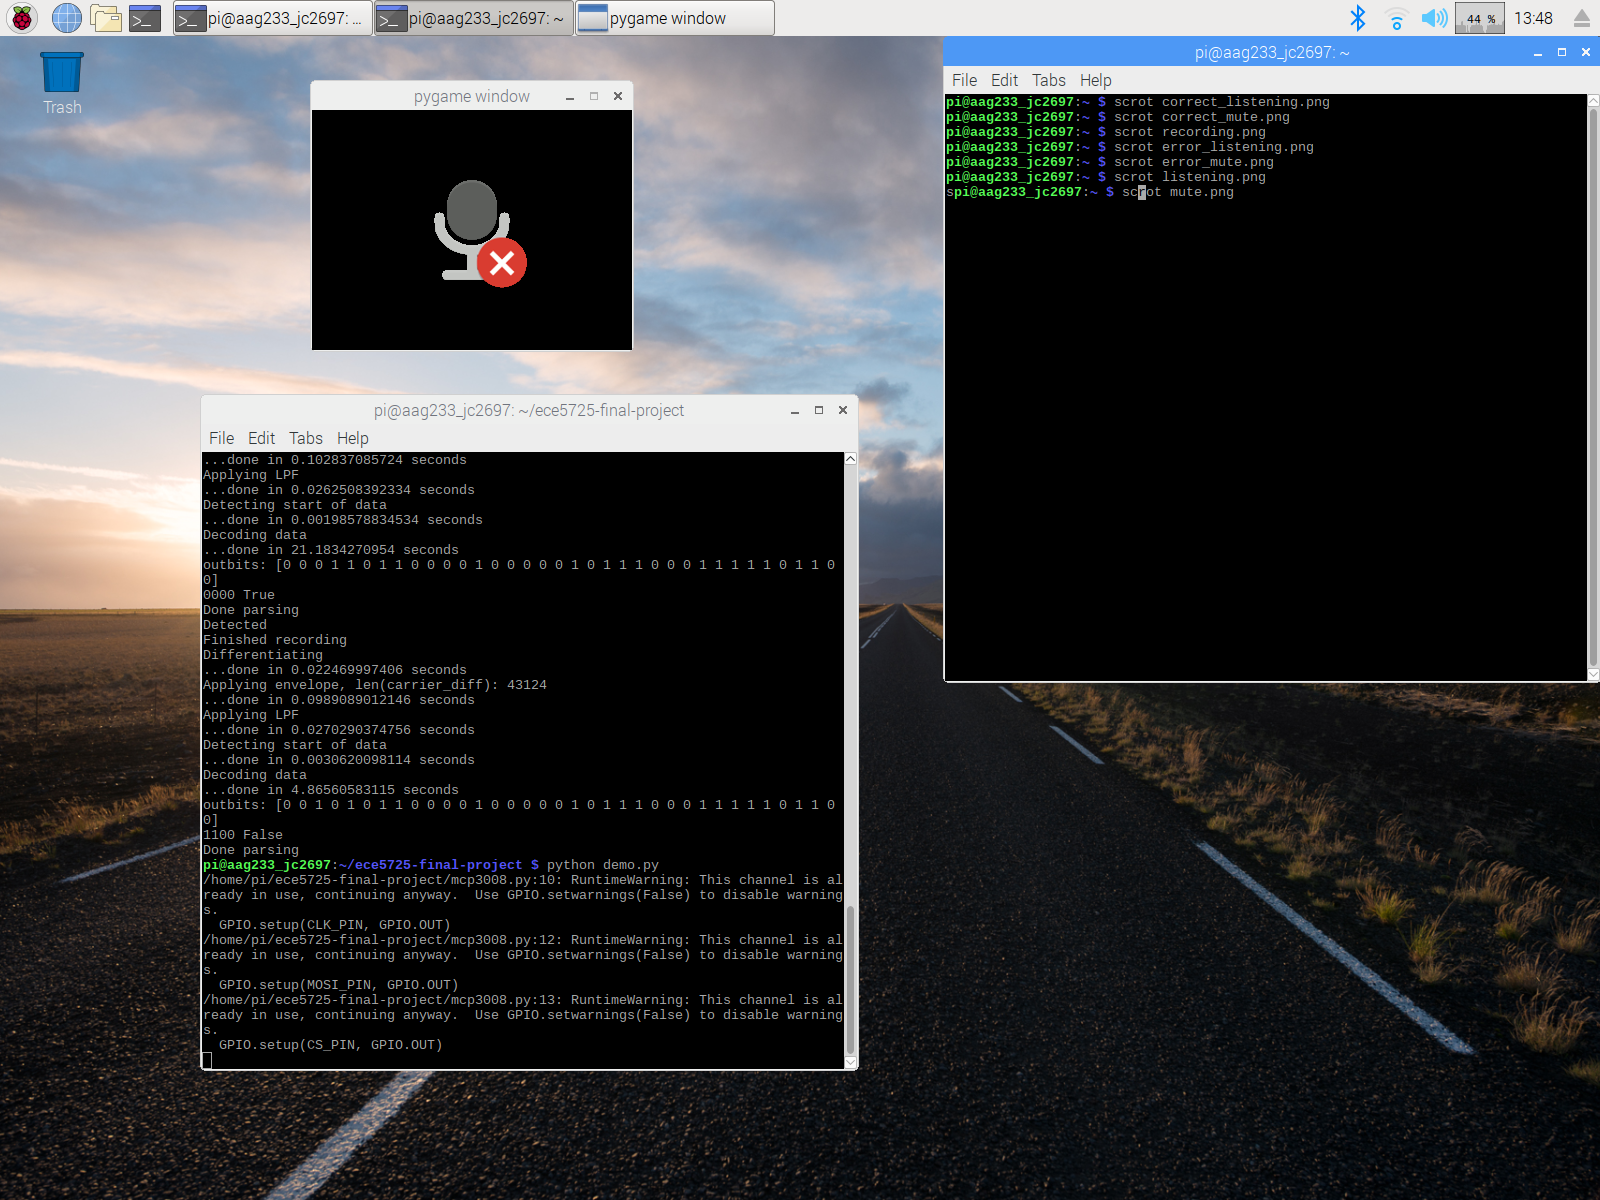 pi@aag233_jc2697: ...
pi@aag233_jc2697: ~
pygame window
44 %
13:48
Trash
pygame window
pi@aag233_jc2697: ~
File Edit Tabs Help
pi@aag233_jc2697:~ $ scrot correct_listening.png
pi@aag233_jc2697:~ $ scrot correct_mute.png
pi@aag233_jc2697:~ $ scrot recording.png
pi@aag233_jc2697:~ $ scrot error_listening.png
pi@aag233_jc2697:~ $ scrot error_mute.png
pi@aag233_jc2697:~ $ scrot listening.png
spi@aag233_jc2697:~ $ scrot mute.png
pi@aag233_jc2697: ~/ece5725-final-project
File Edit Tabs Help
...done in 0.102837085724 seconds
Applying LPF
...done in 0.0262508392334 seconds
Detecting start of data
...done in 0.00198578834534 seconds
Decoding data
...done in 21.1834270954 seconds
outbits: [0 0 0 1 1 0 1 1 0 0 0 0 1 0 0 0 0 0 1 0 1 1 1 0 0 0 1 1 1 1 1 0 1 1 0
0]
0000 True
Done parsing
Detected
Finished recording
Differentiating
...done in 0.022469997406 seconds
Applying envelope, len(carrier_diff): 43124
...done in 0.0989089012146 seconds
Applying LPF
...done in 0.0270290374756 seconds
Detecting start of data
...done in 0.0030620098114 seconds
Decoding data
...done in 4.86560583115 seconds
outbits: [0 0 1 0 1 0 1 1 0 0 0 0 1 0 0 0 0 0 1 0 1 1 1 0 0 0 1 1 1 1 1 0 1 1 0
0]
1100 False
Done parsing
pi@aag233_jc2697:~/ece5725-final-project $ python demo.py
/home/pi/ece5725-final-project/mcp3008.py:10: RuntimeWarning: This channel is al
ready in use, continuing anyway.  Use GPIO.setwarnings(False) to disable warning
s.
  GPIO.setup(CLK_PIN, GPIO.OUT)
/home/pi/ece5725-final-project/mcp3008.py:12: RuntimeWarning: This channel is al
ready in use, continuing anyway.  Use GPIO.setwarnings(False) to disable warning
s.
  GPIO.setup(MOSI_PIN, GPIO.OUT)
/home/pi/ece5725-final-project/mcp3008.py:13: RuntimeWarning: This channel is al
ready in use, continuing anyway.  Use GPIO.setwarnings(False) to disable warning
s.
  GPIO.setup(CS_PIN, GPIO.OUT)